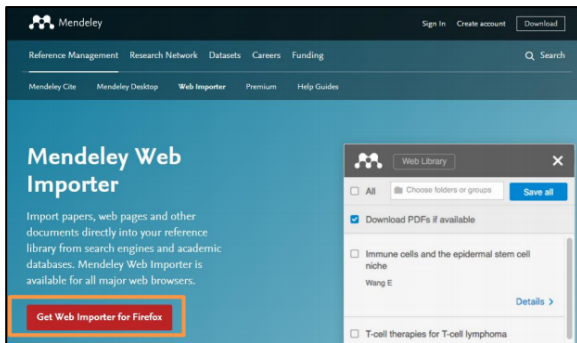 Mendeley
Sign In Create account Download
Reference Management Research Network Datasets Careers Funding
Search
Mendeley Cite Mendeley Desktop Web Importer Premium Help Guides
Mendeley Web
Importer
Import papers, web pages and other
documents directly into your reference
library from search engines and academic
databases. Mendeley Web Importer is
available for all major web browsers.
Get Web Importer for Firefox
Web Library
All Choose folders or groups Save all
Download PDFs if available
Immune cells and the epidermal stem cell
niche
Wang E
Details >
T-cell therapies for T-cell lymphoma